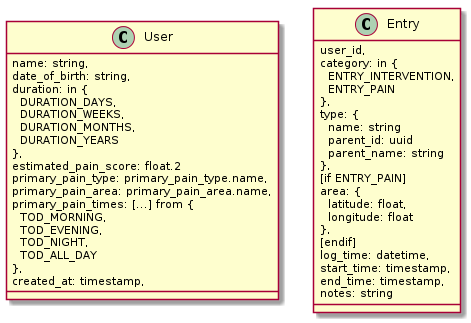 C User
name: string,
date_of_birth: string,
duration: in {
DURATION_DAYS,
DURATION_WEEKS,
DURATION_MONTHS,
DURATION_YEARS
},
estimated_pain_score: float.2
primary_pain_type: primary_pain_type.name,
primary_pain_area: primary_pain_area.name,
primary_pain_times: [...] from {
TOD_MORNING,
TOD_EVENING,
TOD_NIGHT,
TOD_ALL_DAY
},
created_at: timestamp,
C Entry
user_id,
category: in {
ENTRY_INTERVENTION,
ENTRY_PAIN
},
type: {
name: string
parent_id: uuid
parent_name: string
},
[if ENTRY_PAIN]
area: {
latitude: float,
longitude: float
},
[endif]
log_time: datetime,
start_time: timestamp,
end_time: timestamp,
notes: string